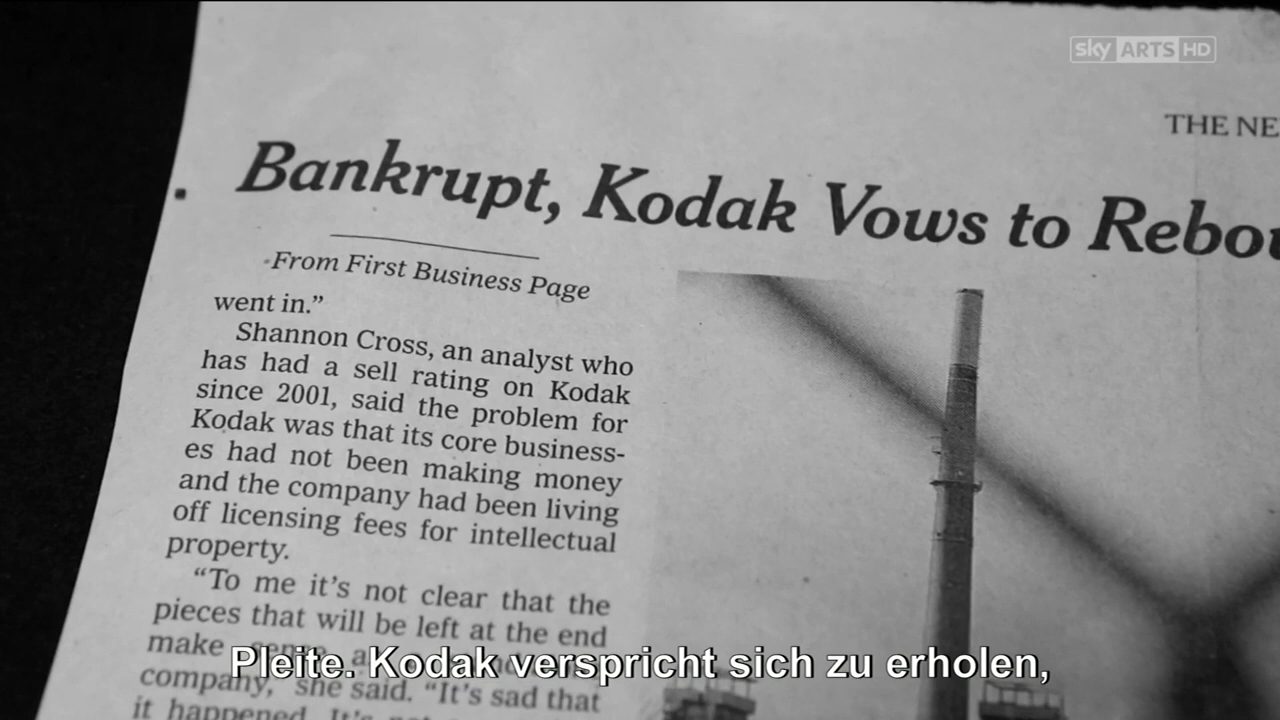 sky ARTS HD
THE NE
Bankrupt, Kodak Vows to Rebou
From First Business Page
went in.”
Shannon Cross, an analyst who
has had a sell rating on Kodak
since 2001, said the problem for
Kodak was that its core business-
es had not been making money
and the company had been living
off licensing fees for intellectual
property.
“To me it’s not clear that the
pieces that will be left at the end
make
company,” she said. “It’s sad that
it happened. It’s
Pleite. Kodak verspricht sich zu erholen,